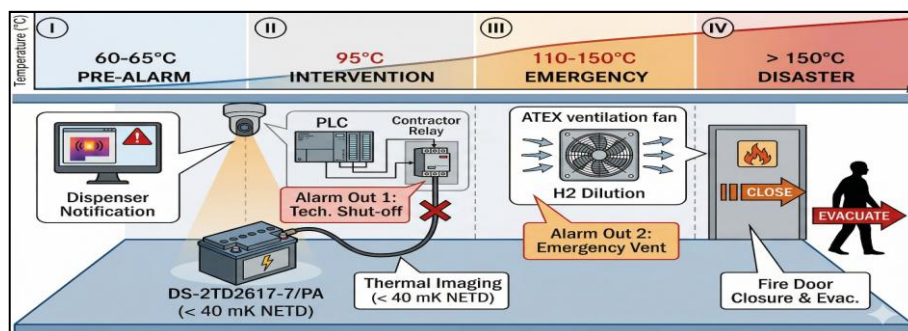 Temperature (°C)
I
60-65°C
PRE-ALARM
II
95°C
INTERVENTION
III
110-150°C
EMERGENCY
IV
> 150°C
DISASTER
Dispenser
Notification
PLC
Contractor
Relay
Alarm Out 1:
Tech. Shut-off
DS-2TD2617-7/PA
(< 40 mK NETD)
Thermal Imaging
(< 40 mK NETD)
ATEX ventilation fan
H2 Dilution
Alarm Out 2:
Emergency Vent
CLOSE
EVACUATE
Fire Door
Closure & Evac.